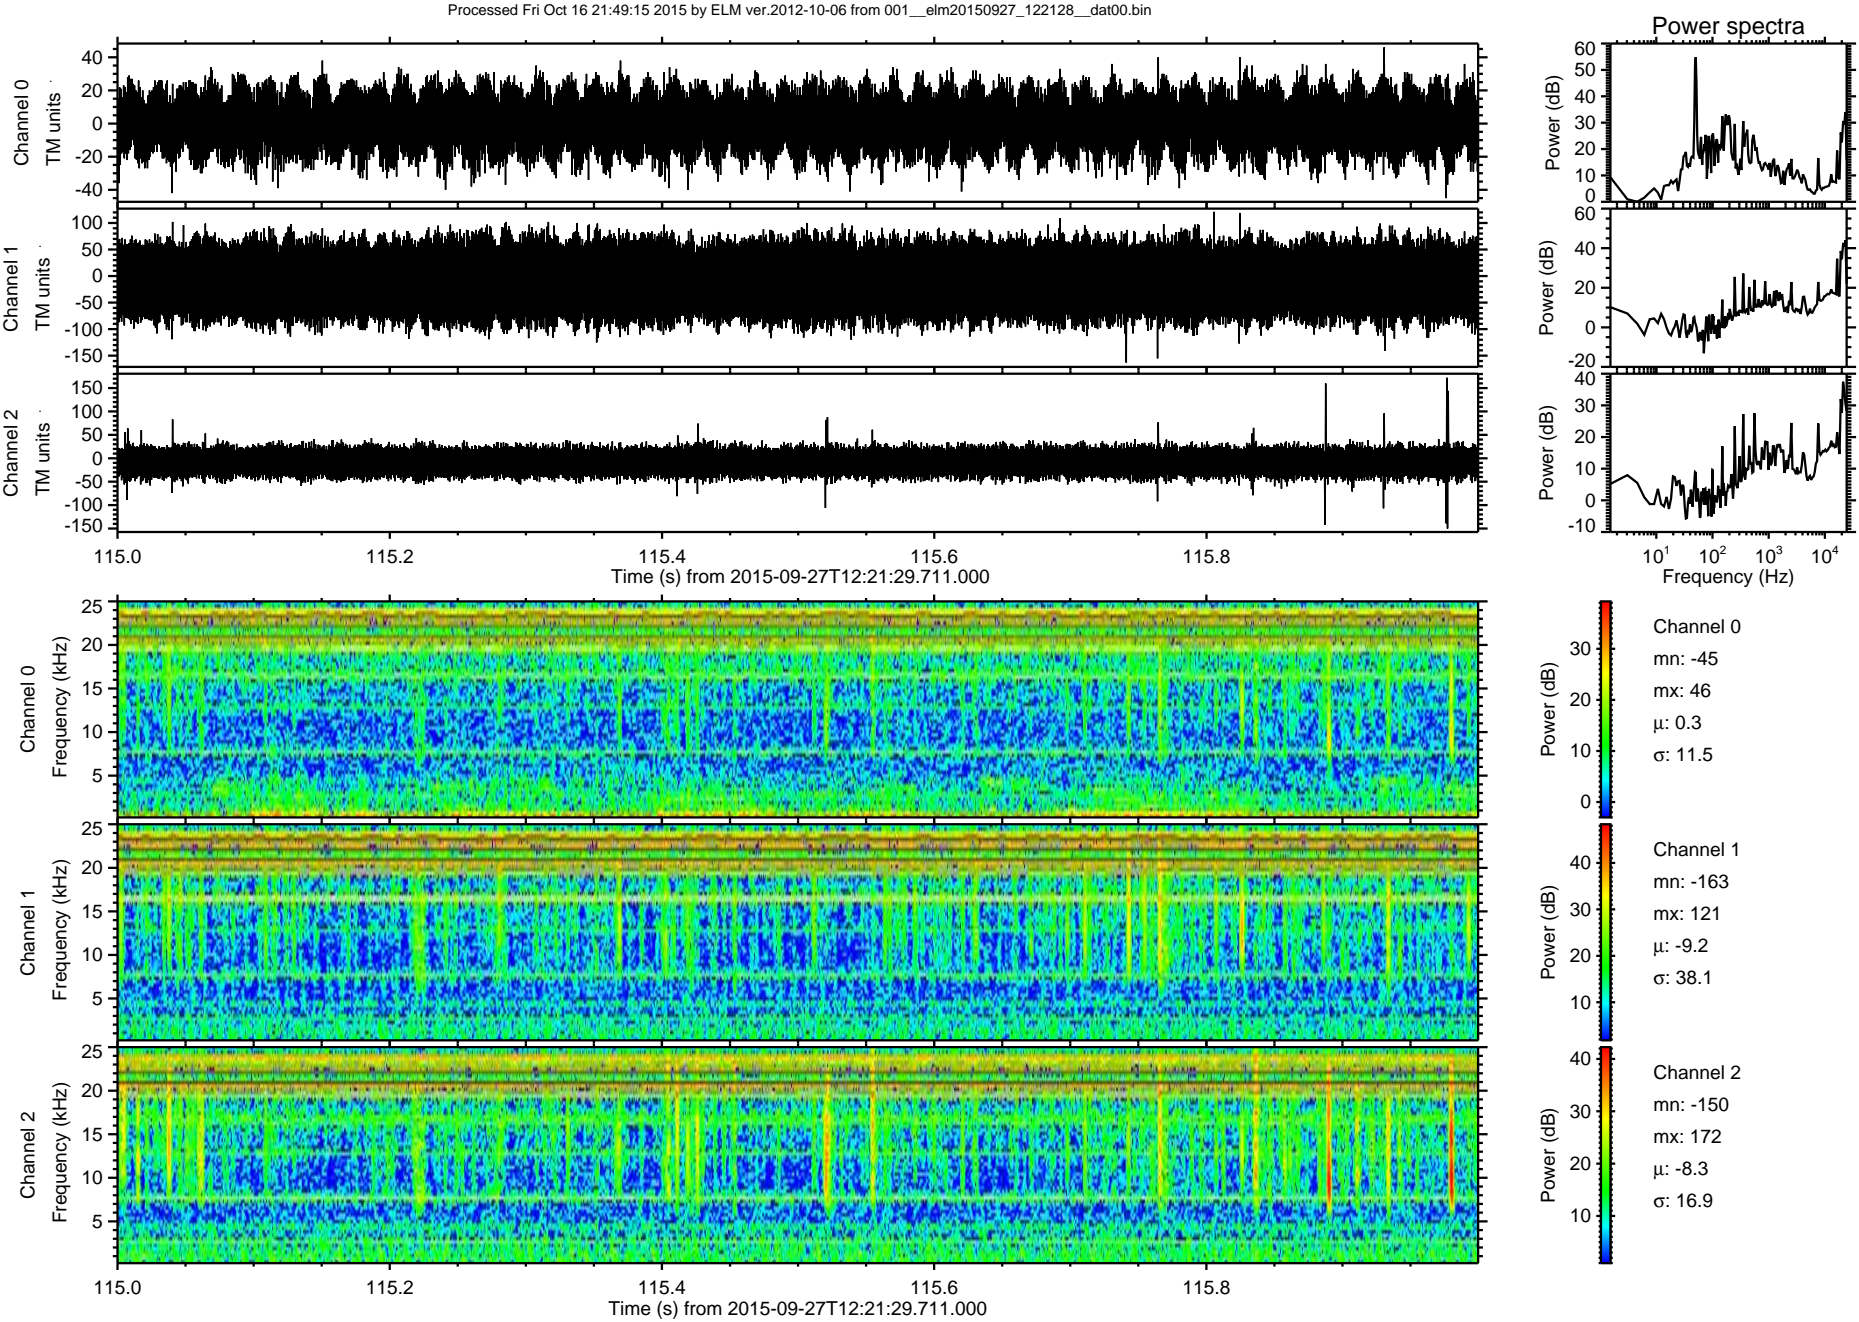 Processed Fri Oct 16 21:49:15 2015 by ELM ver.2012-10-06 from 001__elm20150927_122128__dat00.bin
Power spectra
Channel 0
TM units
40
20
0
-20
-40
Power (dB)
60
50
40
30
20
10
0
Channel 1
TM units
100
50
0
-50
-100
-150
Power (dB)
60
40
20
0
-20
Channel 2
TM units
150
100
50
0
-50
-100
-150
Power (dB)
40
30
20
10
0
-10
115.0 115.2 115.4 115.6 115.8
Time (s) from 2015-09-27T12:21:29.711.000
10^1 10^2 10^3 10^4
Frequency (Hz)
Channel 0
Frequency (kHz)
25
20
15
10
5
Power (dB)
30
20
10
0
Channel 0
mn: -45
mx: 46
μ: 0.3
σ: 11.5
Channel 1
Frequency (kHz)
25
20
15
10
5
Power (dB)
40
30
20
10
Channel 1
mn: -163
mx: 121
μ: -9.2
σ: 38.1
Channel 2
Frequency (kHz)
25
20
15
10
5
Power (dB)
40
30
20
10
Channel 2
mn: -150
mx: 172
μ: -8.3
σ: 16.9
115.0 115.2 115.4 115.6 115.8
Time (s) from 2015-09-27T12:21:29.711.000